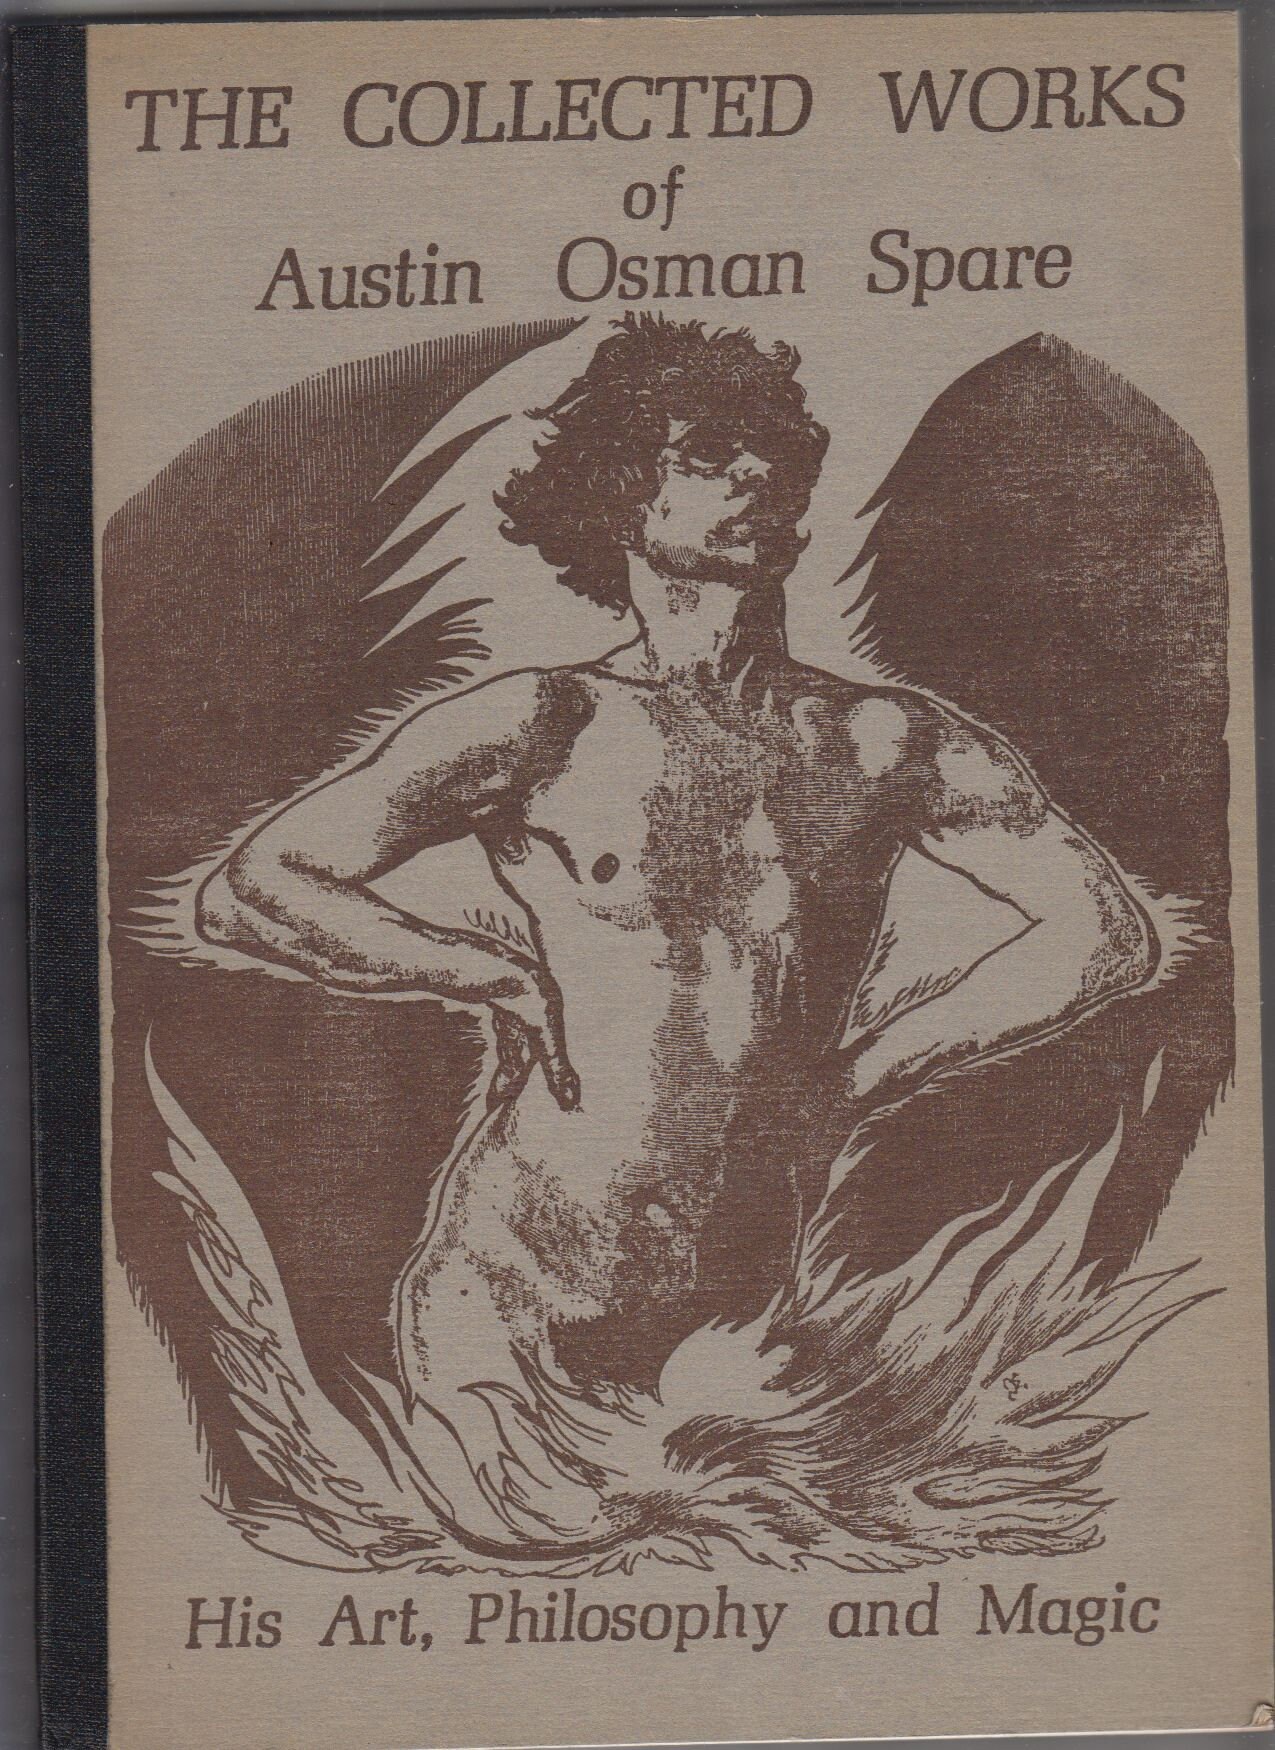 THE COLLECTED WORKS
of
Austin Osman Spare
His Art, Philosophy and Magic